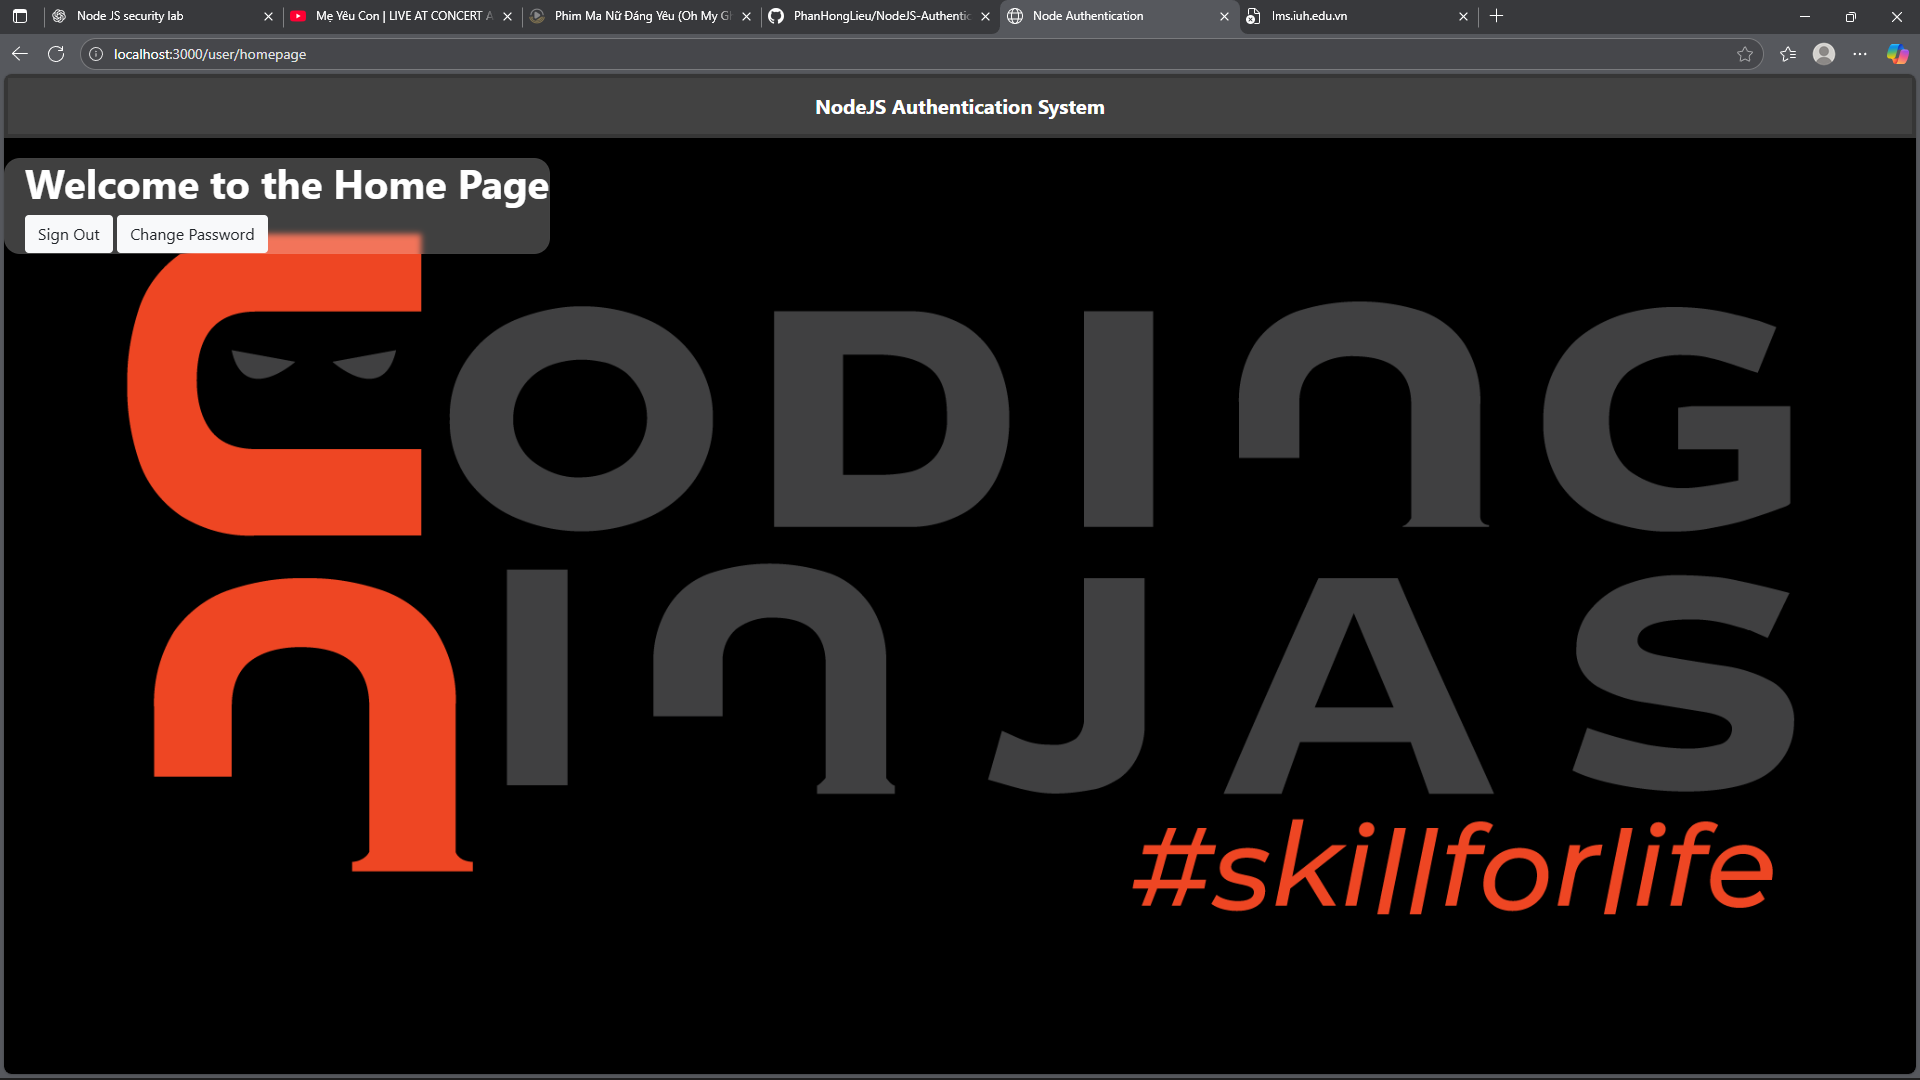 Node JS security lab
Mẹ Yêu Con | LIVE AT CONCERT A
Phim Ma Nữ Đáng Yêu (Oh My Gh
PhanHongLieu/NodeJS-Authentic
Node Authentication
lms.iuh.edu.vn
localhost:3000/user/homepage
NodeJS Authentication System
Welcome to the Home Page
Sign Out
Change Password
CODING
NINJAS
#skillforlife